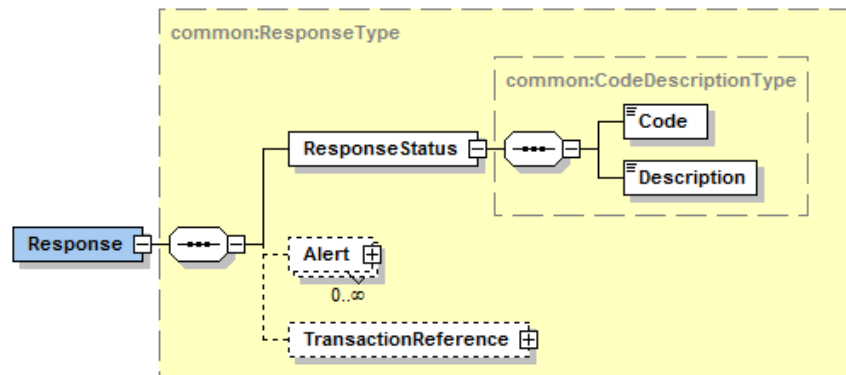 common:ResponseType
common:CodeDescriptionType
Code
ResponseStatus
Description
Response
Alert
0..∞
TransactionReference